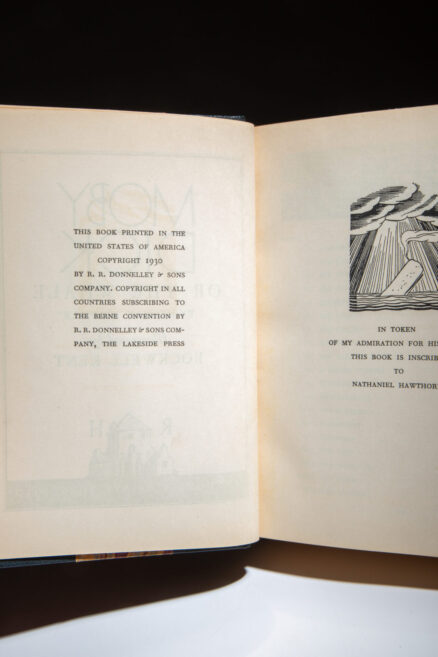 THIS BOOK PRINTED IN THE
UNITED STATES OF AMERICA
COPYRIGHT 1930
BY R. R. DONNELLEY & SONS
COMPANY. COPYRIGHT IN ALL
COUNTRIES SUBSCRIBING TO
THE BERNE CONVENTION BY
R. R. DONNELLEY & SONS COM-
PANY, THE LAKESIDE PRESS
IN TOKEN
OF MY ADMIRATION FOR HIS
THIS BOOK IS INSCRIB
TO
NATHANIEL HAWTHOR